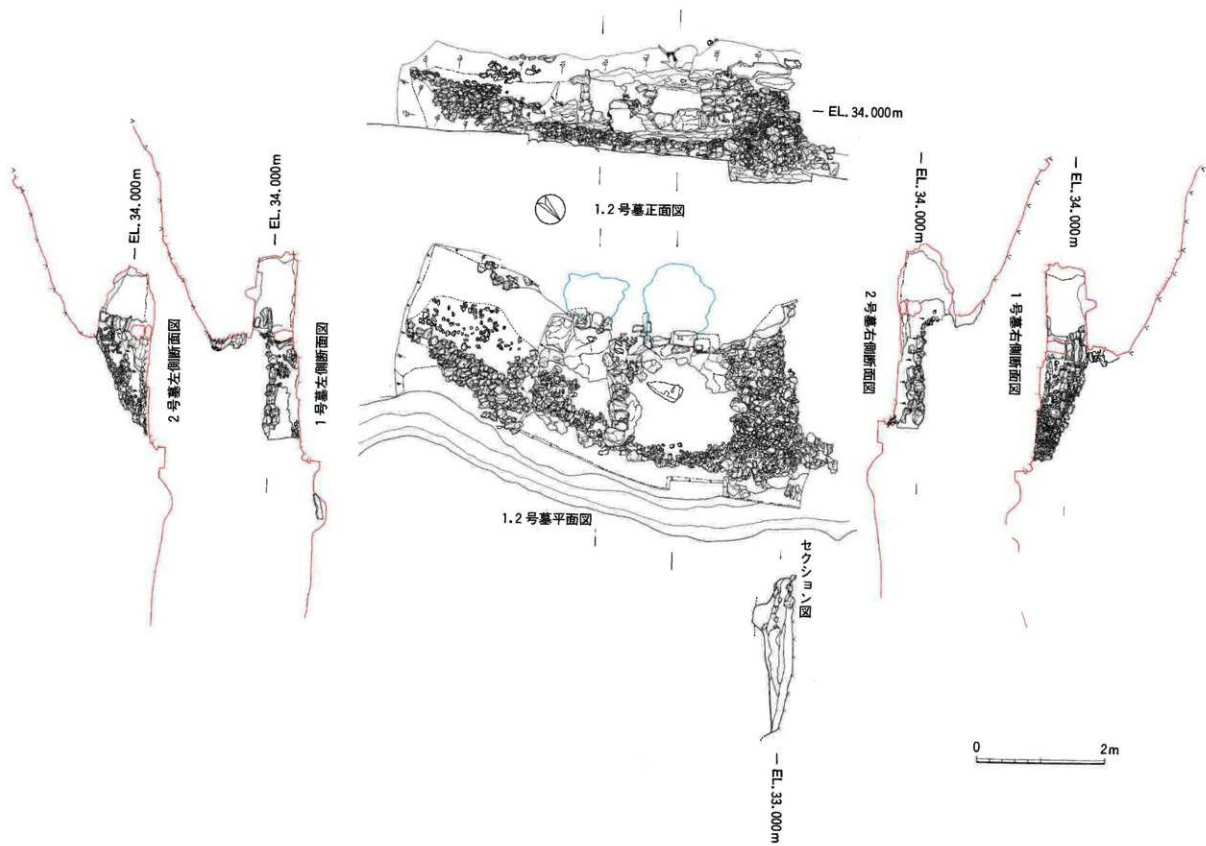 — EL. 34.000m
1.2号墓正面図
— EL. 34.000m
2号墓左側断面図
— EL. 34.000m
1号墓左側断面図
1.2号墓平面図
— EL. 34.000m
2号墓右側断面図
— EL. 34.000m
1号墓右側断面図
セクション図
— EL. 33.000m
0 2m